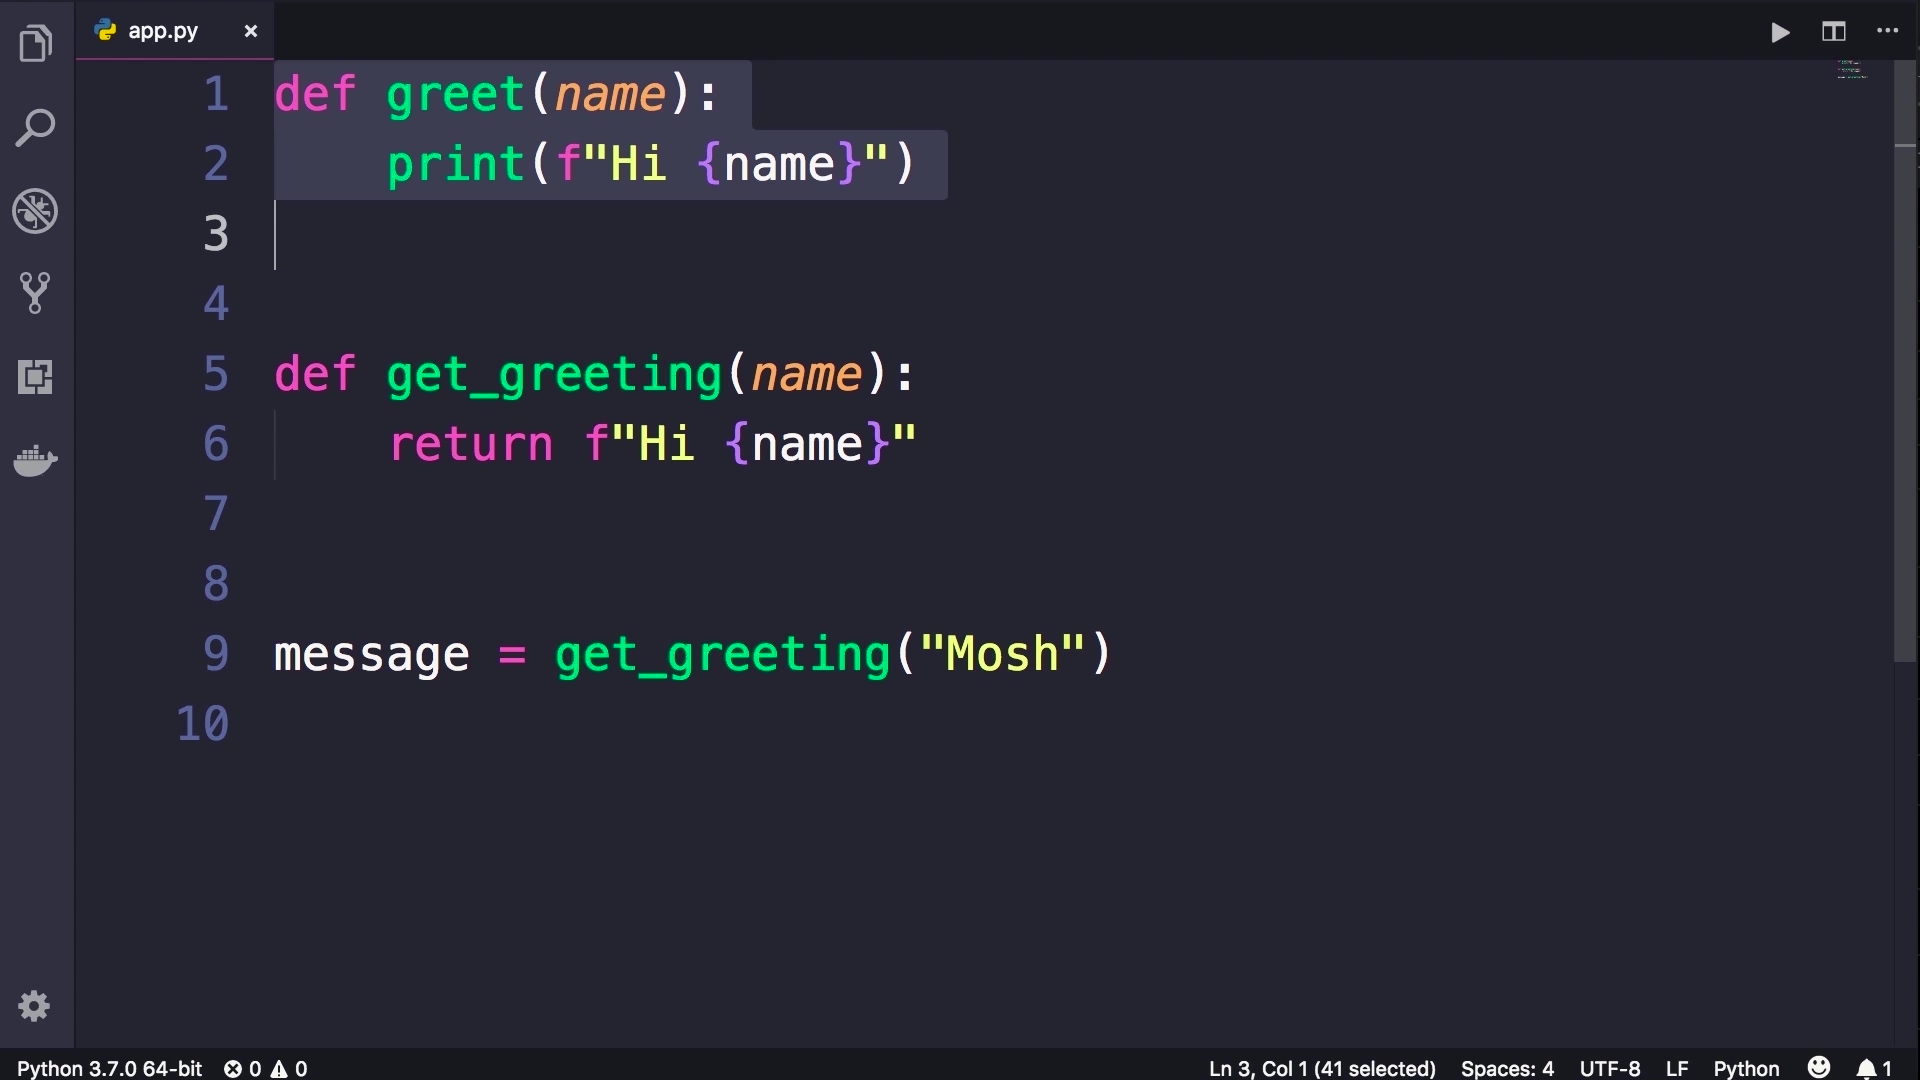 app.py
1 def greet(name):
2     print(f"Hi {name}")
3
4
5 def get_greeting(name):
6     return f"Hi {name}"
7
8
9 message = get_greeting("Mosh")
10
Python 3.7.0 64-bit 0 0 Ln 3, Col 1 (41 selected) Spaces: 4 UTF-8 LF Python 1